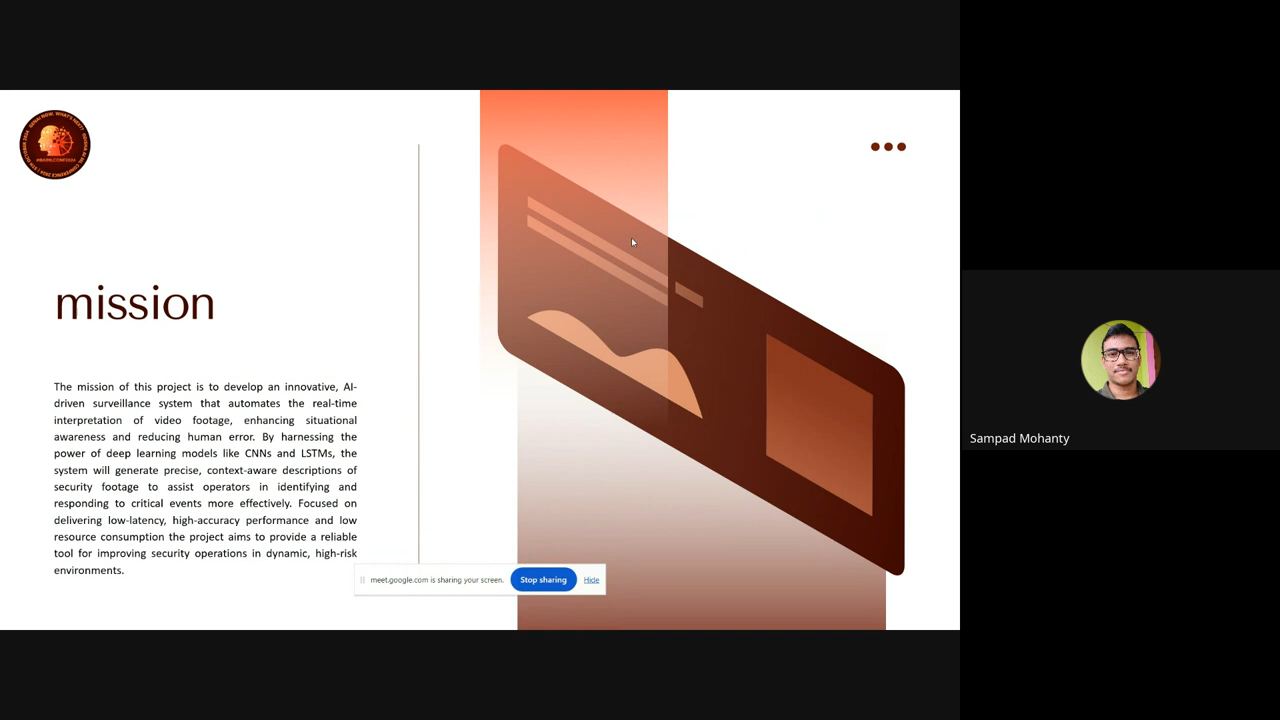 mission
The mission of this project is to develop an innovative, AI-
driven surveillance system that automates the real-time
interpretation of video footage, enhancing situational
awareness and reducing human error. By harnessing the
power of deep learning models like CNNs and LSTMs, the
system will generate precise, context-aware descriptions of
security footage to assist operators in identifying and
responding to critical events more effectively. Focused on
delivering low-latency, high-accuracy performance and low
resource consumption the project aims to provide a reliable
tool for improving security operations in dynamic, high-risk
environments.
meet.google.com is sharing your screen. Stop sharing Hide
Sampad Mohanty